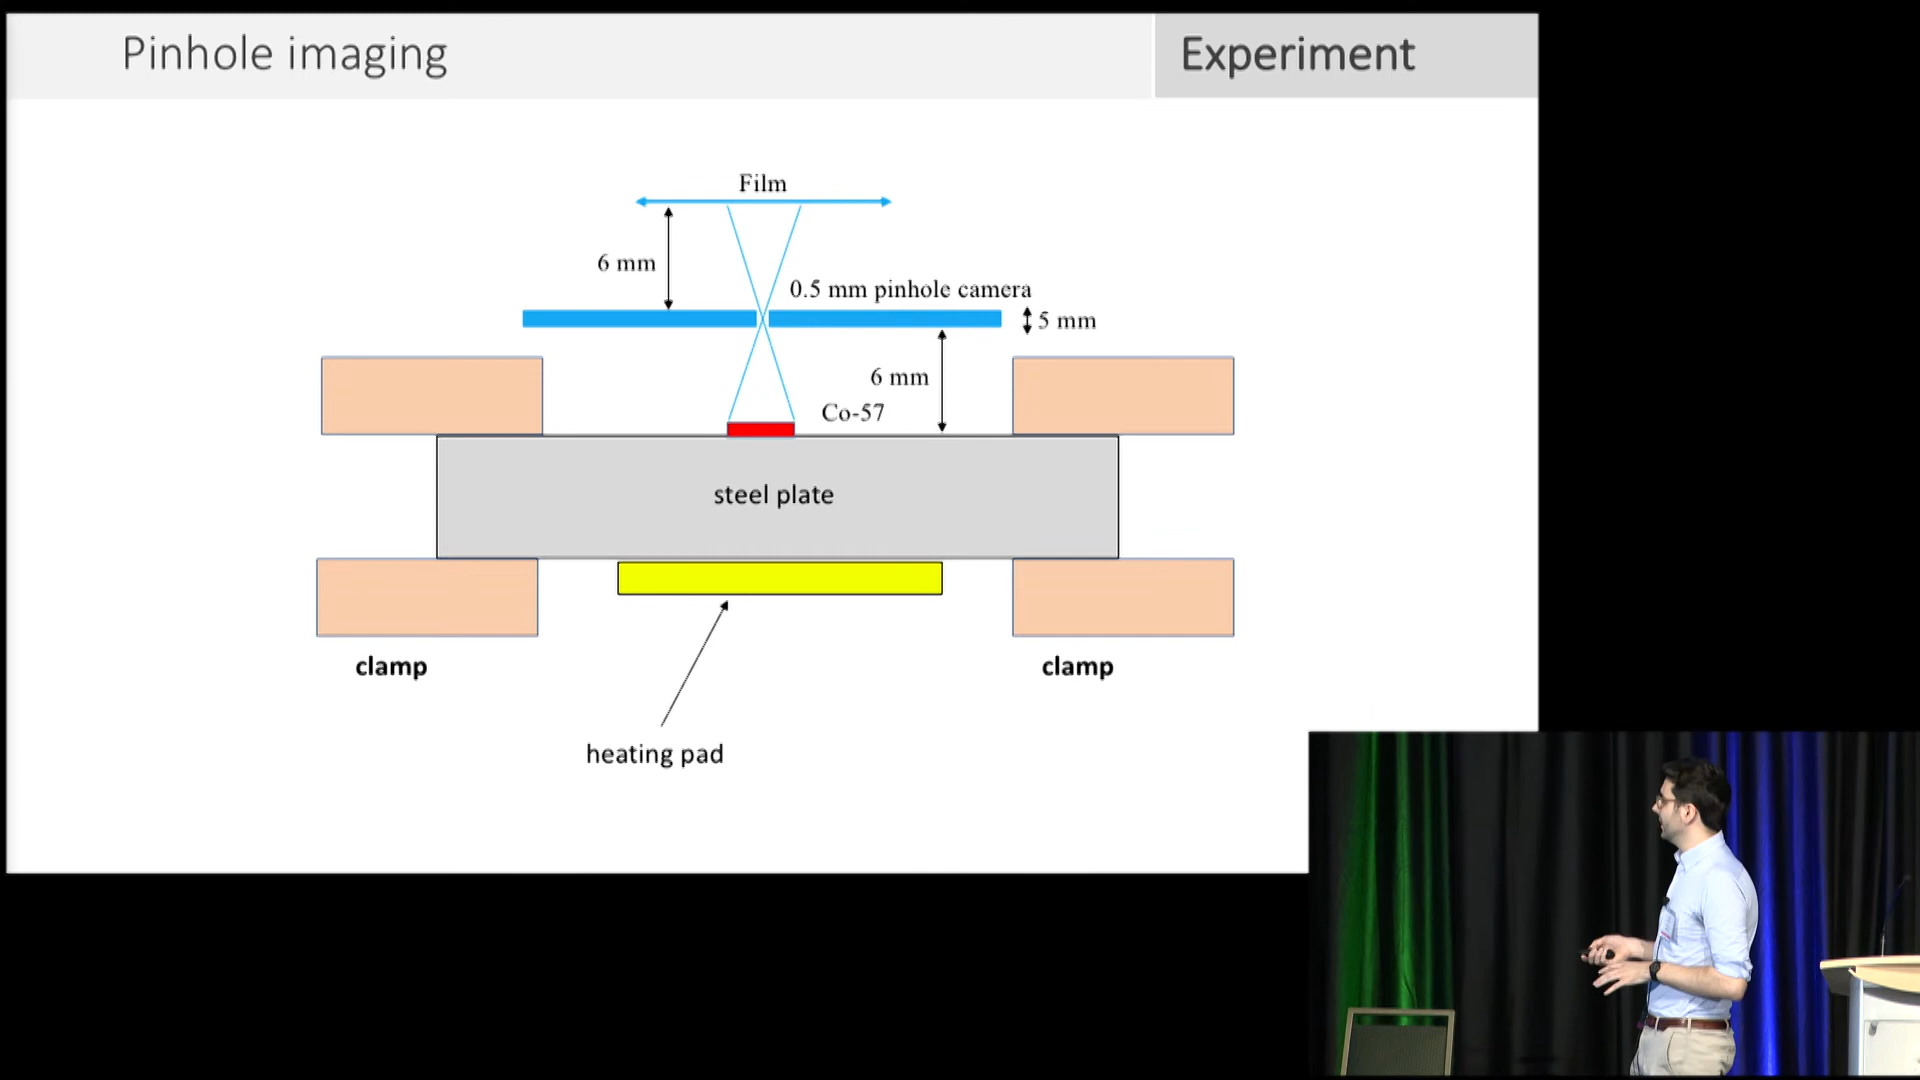 Pinhole imaging
Experiment
Film
6 mm
0.5 mm pinhole camera
5 mm
6 mm
Co-57
steel plate
clamp
clamp
heating pad